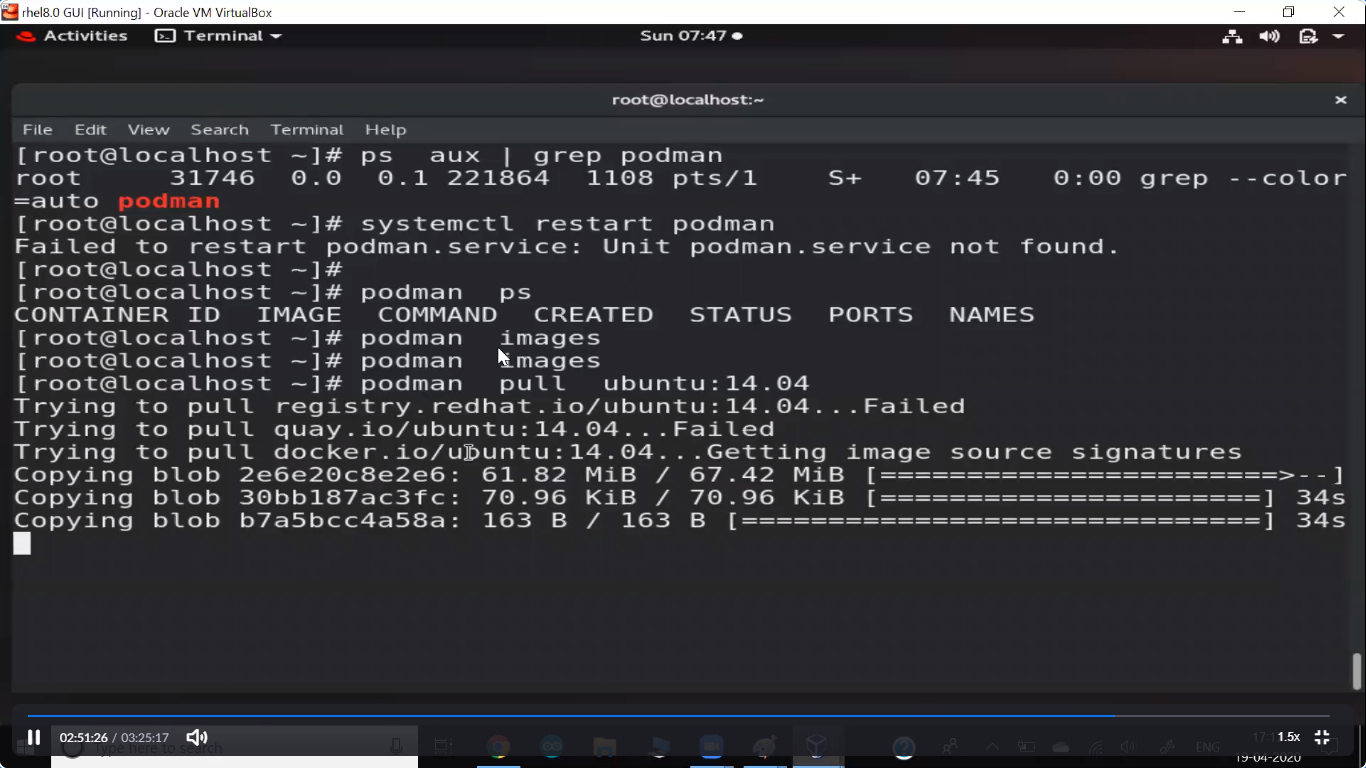 rhel8.0 GUI [Running] - Oracle VM VirtualBox
Activities Terminal Sun 07:47
root@localhost:~
File Edit View Search Terminal Help
[root@localhost ~]# ps  aux | grep podman
root     31746  0.0  0.1 221864  1108 pts/1    S+   07:45   0:00 grep --color
=auto podman
[root@localhost ~]# systemctl restart podman
Failed to restart podman.service: Unit podman.service not found.
[root@localhost ~]#
[root@localhost ~]# podman  ps
CONTAINER ID  IMAGE  COMMAND  CREATED  STATUS  PORTS  NAMES
[root@localhost ~]# podman  images
[root@localhost ~]# podman  images
[root@localhost ~]# podman  pull  ubuntu:14.04
Trying to pull registry.redhat.io/ubuntu:14.04...Failed
Trying to pull quay.io/ubuntu:14.04...Failed
Trying to pull docker.io/ubuntu:14.04...Getting image source signatures
Copying blob 2e6e20c8e2e6: 61.82 MiB / 67.42 MiB [=======================>--]
Copying blob 30bb187ac3fc: 70.96 KiB / 70.96 KiB [======================] 34s
Copying blob b7a5bcc4a58a: 163 B / 163 B [==============================] 34s
02:51:26 / 03:25:17 1.5x
Type here to search ENG
19-04-2020